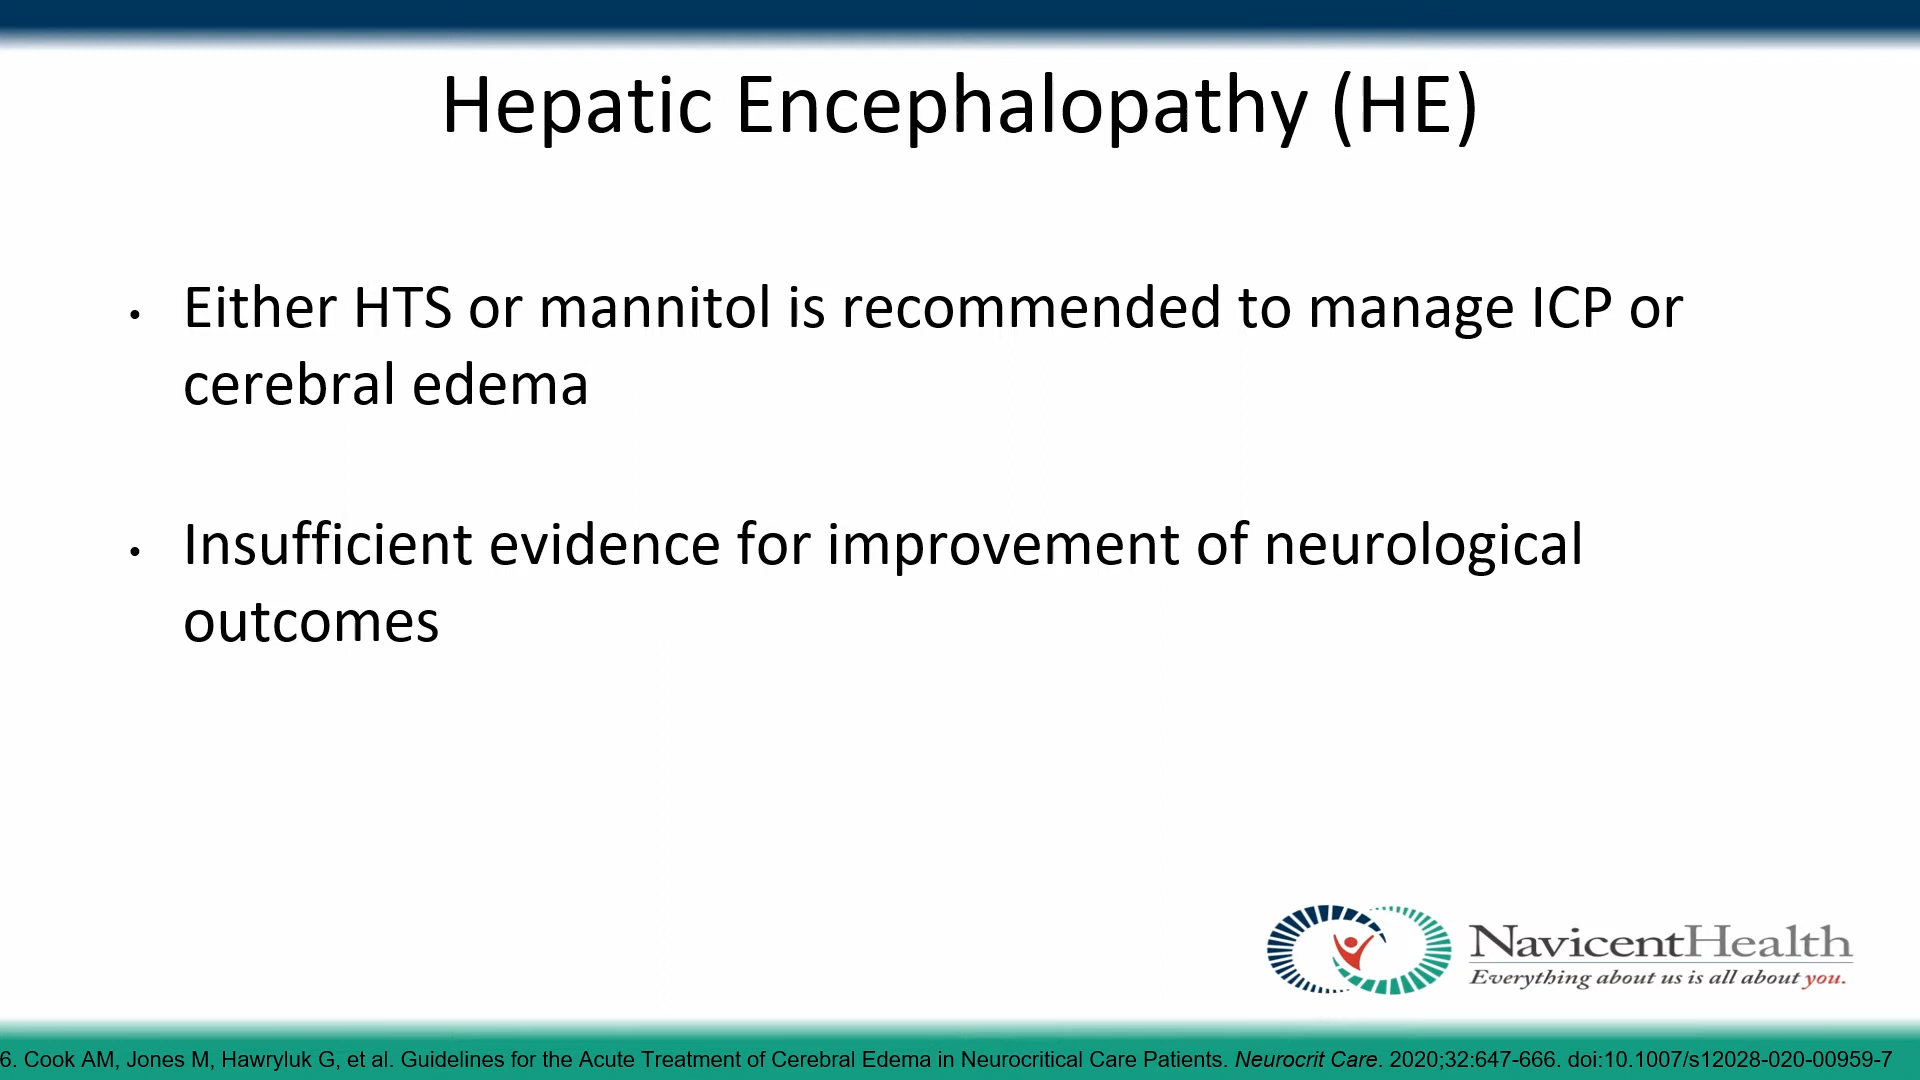 Hepatic Encephalopathy (HE)
• Either HTS or mannitol is recommended to manage ICP or
cerebral edema
• Insufficient evidence for improvement of neurological
outcomes
NavicentHealth
Everything about us is all about you.
6. Cook AM, Jones M, Hawryluk G, et al. Guidelines for the Acute Treatment of Cerebral Edema in Neurocritical Care Patients. Neurocrit Care. 2020;32:647-666. doi:10.1007/s12028-020-00959-7